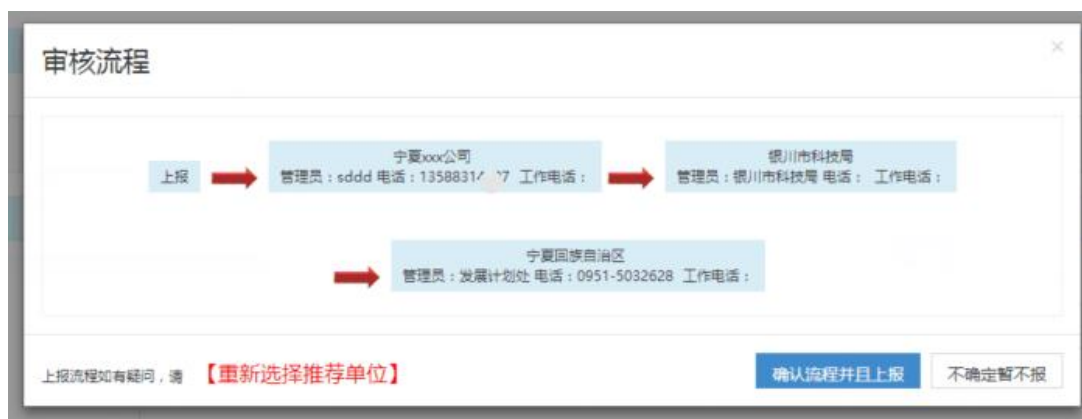 审核流程
×
上报
宁夏xxx公司
管理员：sddd 电话：1358831 工作电话：
银川市科技局
管理员：银川市科技局 电话： 工作电话：
宁夏回族自治区
管理员：发展计划处 电话：0951-5032628 工作电话：
上报流程如有疑问，请 【重新选择推荐单位】
确认流程并且上报
不确定暂不报